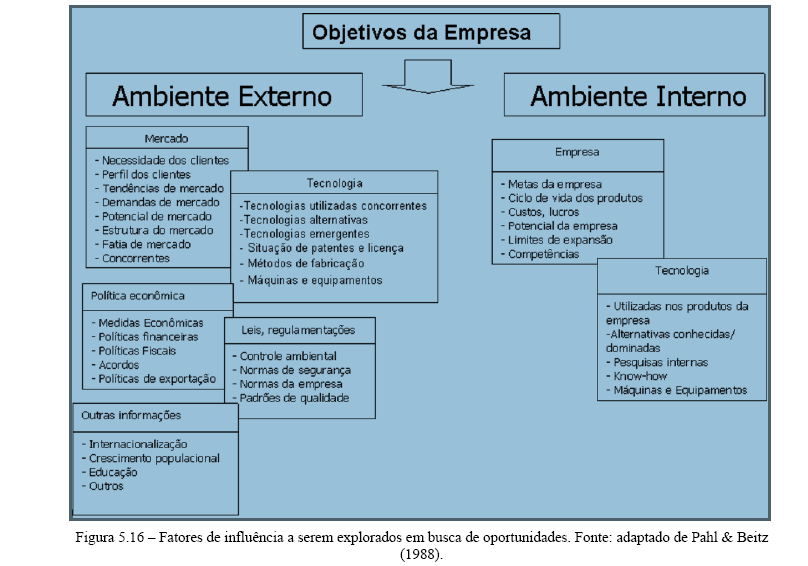 Objetivos da Empresa
Ambiente Externo
Ambiente Interno
Mercado
- Necessidade dos clientes
- Perfil dos clientes
- Tendências de mercado
- Demandas de mercado
- Potencial de mercado
- Estrutura do mercado
- Fatia de mercado
- Concorrentes
Tecnologia
-Tecnologias utilizadas concorrentes
-Tecnologias alternativas
-Tecnologias emergentes
- Situação de patentes e licença
- Métodos de fabricação
- Máquinas e equipamentos
Política econômica
- Medidas Econômicas
- Políticas financeiras
- Políticas Fiscais
- Acordos
- Políticas de exportação
Leis, regulamentações
- Controle ambiental
- Normas de segurança
- Normas da empresa
- Padrões de qualidade
Outras informações
- Internacionalização
- Crescimento populacional
- Educação
- Outros
Empresa
- Metas da empresa
- Ciclo de vida dos produtos
- Custos, lucros
- Potencial da empresa
- Limites de expansão
- Competências
Tecnologia
- Utilizadas nos produtos da
empresa
-Alternativas conhecidas/
dominadas
- Pesquisas internas
- Know-how
- Máquinas e Equipamentos
Figura 5.16 – Fatores de influência a serem explorados em busca de oportunidades. Fonte: adaptado de Pahl & Beitz
(1988).